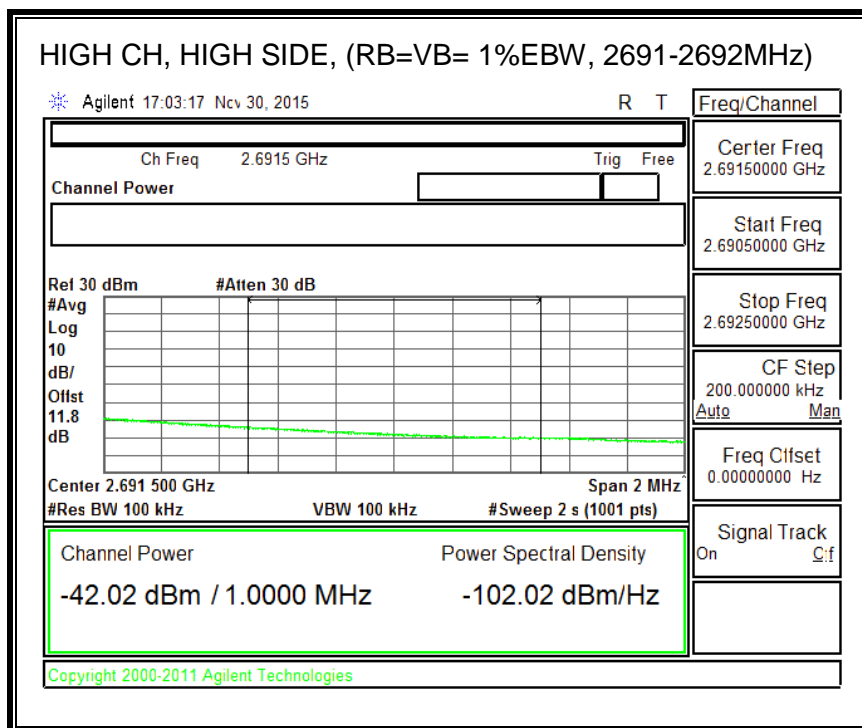 HIGH CH, HIGH SIDE, (RB=VB= 1%EBW, 2691-2692MHz)
Agilent 17:03:17 Nov 30, 2015 R T
Freq/Channel
Ch Freq 2.6915 GHz Trig Free
Channel Power
Center Freq
2.69150000 GHz
Start Freq
2.69050000 GHz
Stop Freq
2.69250000 GHz
CF Step
200.000000 kHz
Auto Man
Freq Offset
0.00000000 Hz
Signal Track
On Off
Ref 30 dBm #Atten 30 dB
#Avg
Log
10
dB/
Offst
11.8
dB
Center 2.691 500 GHz Span 2 MHz
#Res BW 100 kHz VBW 100 kHz #Sweep 2 s (1001 pts)
Channel Power Power Spectral Density
-42.02 dBm / 1.0000 MHz -102.02 dBm/Hz
Copyright 2000-2011 Agilent Technologies